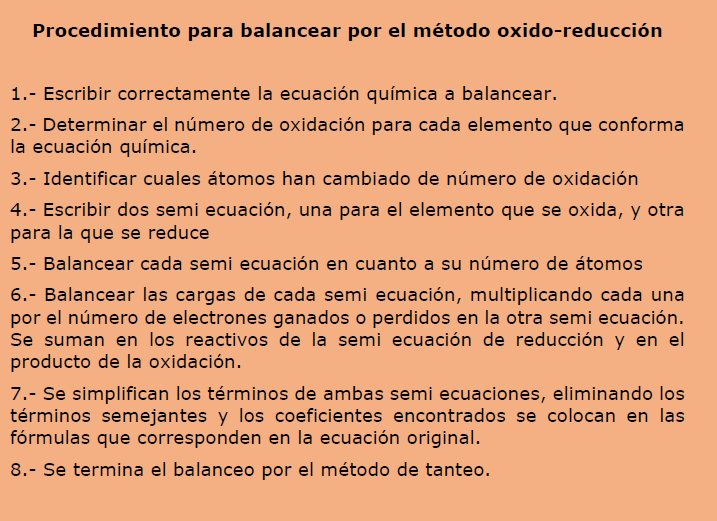 Procedimiento para balancear por el método oxido-reducción
1.- Escribir correctamente la ecuación química a balancear.
2.- Determinar el número de oxidación para cada elemento que conforma
la ecuación química.
3.- Identificar cuales átomos han cambiado de número de oxidación
4.- Escribir dos semi ecuación, una para el elemento que se oxida, y otra
para la que se reduce
5.- Balancear cada semi ecuación en cuanto a su número de átomos
6.- Balancear las cargas de cada semi ecuación, multiplicando cada una
por el número de electrones ganados o perdidos en la otra semi ecuación.
Se suman en los reactivos de la semi ecuación de reducción y en el
producto de la oxidación.
7.- Se simplifican los términos de ambas semi ecuaciones, eliminando los
términos semejantes y los coeficientes encontrados se colocan en las
fórmulas que corresponden en la ecuación original.
8.- Se termina el balanceo por el método de tanteo.